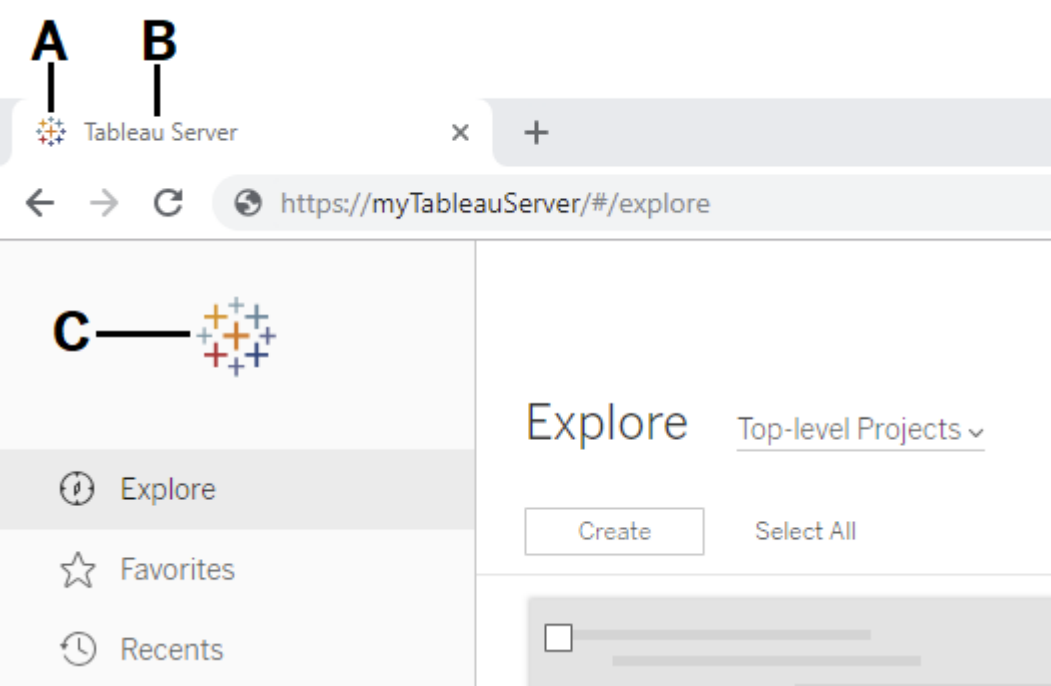 A B
Tableau Server
https://myTableauServer/#/explore
C
Explore Top-level Projects
Create Select All
Explore
Favorites
Recents